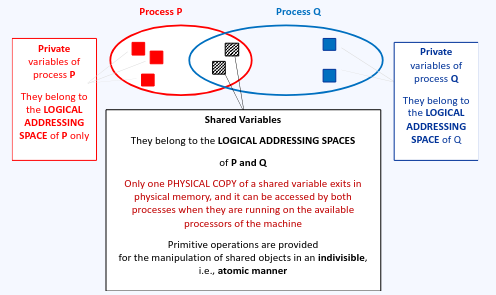 Process P
Process Q
Private
variables of
process P
They belong to
the LOGICAL
ADDRESSING
SPACE of P only
Private
variables of
process Q
They belong to
the LOGICAL
ADDRESSING
SPACE of Q
Shared Variables
They belong to the LOGICAL ADDRESSING SPACES
of P and Q
Only one PHYSICAL COPY of a shared variable exits in
physical memory, and it can be accessed by both
processes when they are running on the available
processors of the machine
Primitive operations are provided
for the manipulation of shared objects in an indivisible,
i.e., atomic manner